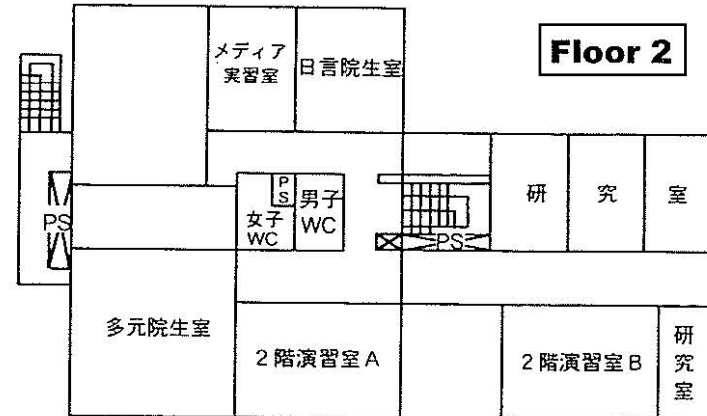 Floor 2
メディア
実習室
日言院生室
PS
PS
女子
WC
男子
WC
PS
研 究 室
多元院生室
2階演習室A
2階演習室B
研究室